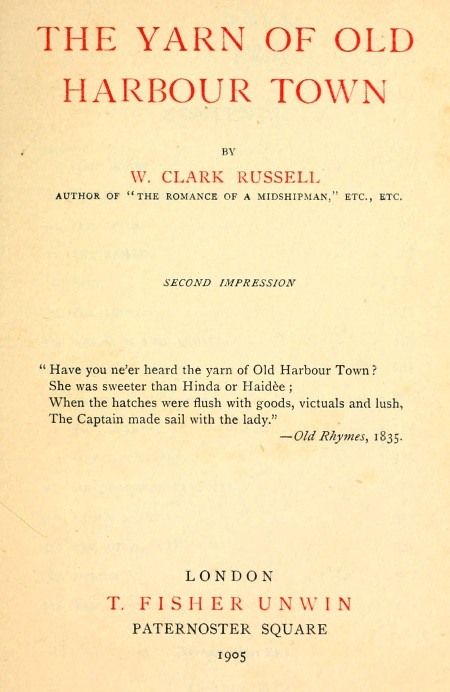 THE YARN OF OLD
HARBOUR TOWN
BY
W. CLARK RUSSELL
AUTHOR OF "THE ROMANCE OF A MIDSHIPMAN," ETC., ETC.
SECOND IMPRESSION
"Have you ne'er heard the yarn of Old Harbour Town?
She was sweeter than Hinda or Haidèe;
When the hatches were flush with goods, victuals and lush,
The Captain made sail with the lady."
—Old Rhymes, 1835.
LONDON
T. FISHER UNWIN
PATERNOSTER SQUARE
1905